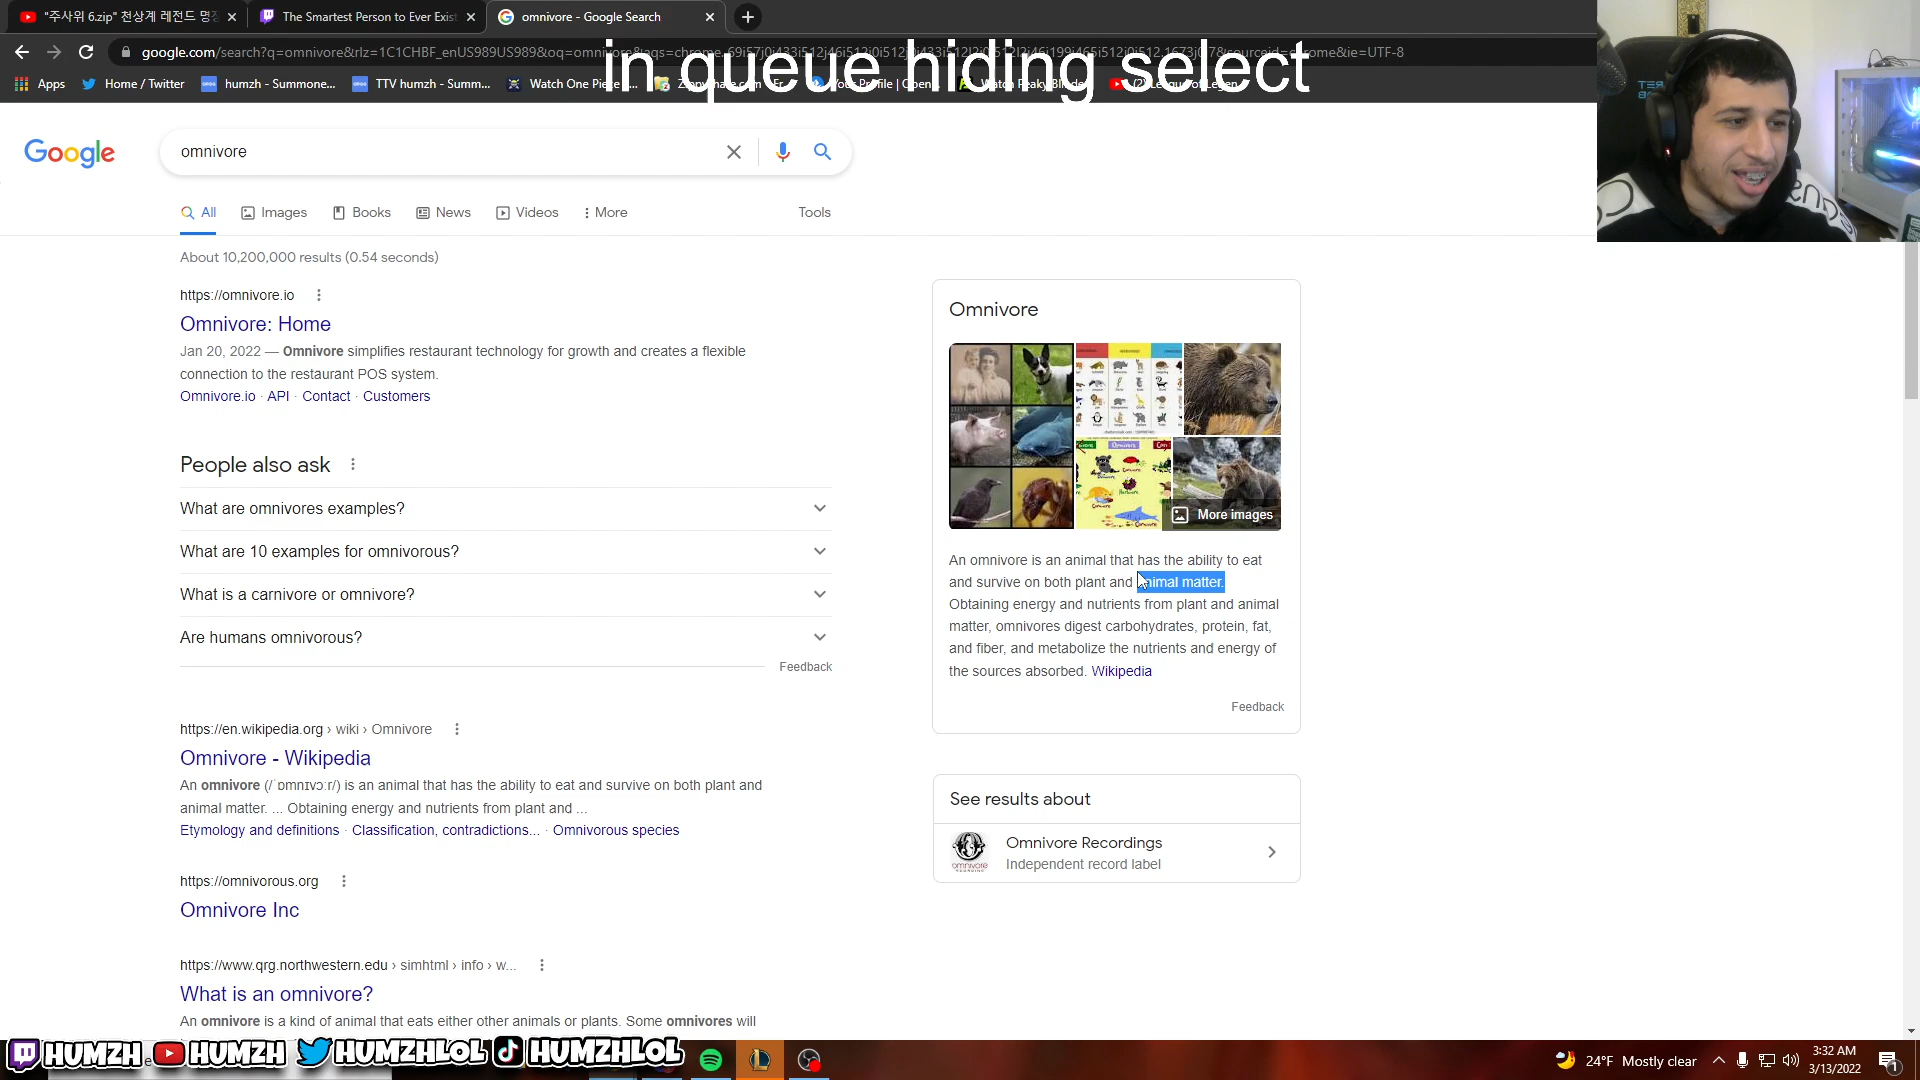 "주사위 6.zip" 천상계 레전드 명장
The Smartest Person to Ever Exist
omnivore - Google Search
in queue hiding select
Apps
Home / Twitter
humzh - Summone...
TTV humzh - Summ...
Watch One Piece
omnivore
Google
All
Images
Books
News
Videos
More
Tools
About 10,200,000 results (0.54 seconds)
https://omnivore.io
Omnivore: Home
Jan 20, 2022 — Omnivore simplifies restaurant technology for growth and creates a flexible
connection to the restaurant POS system.
Omnivore.io · API · Contact · Customers
People also ask
What are omnivores examples?
What are 10 examples for omnivorous?
What is a carnivore or omnivore?
Are humans omnivorous?
Feedback
https://en.wikipedia.org › wiki › Omnivore
Omnivore - Wikipedia
An omnivore (/ˈɒmnɪvɔːr/) is an animal that has the ability to eat and survive on both plant and
animal matter. ... Obtaining energy and nutrients from plant and ...
Etymology and definitions · Classification, contradictions... · Omnivorous species
https://omnivorous.org
Omnivore Inc
https://www.qrg.northwestern.edu › simhtml › info › w...
What is an omnivore?
An omnivore is a kind of animal that eats either other animals or plants. Some omnivores will
Omnivore
More images
An omnivore is an animal that has the ability to eat
and survive on both plant and animal matter.
Obtaining energy and nutrients from plant and animal
matter, omnivores digest carbohydrates, protein, fat,
and fiber, and metabolize the nutrients and energy of
the sources absorbed. Wikipedia
Feedback
See results about
Omnivore Recordings
Independent record label
HUMZH
HUMZH
HUMZHLOL
HUMZHLOL
24°F Mostly clear
3:32 AM
3/13/2022